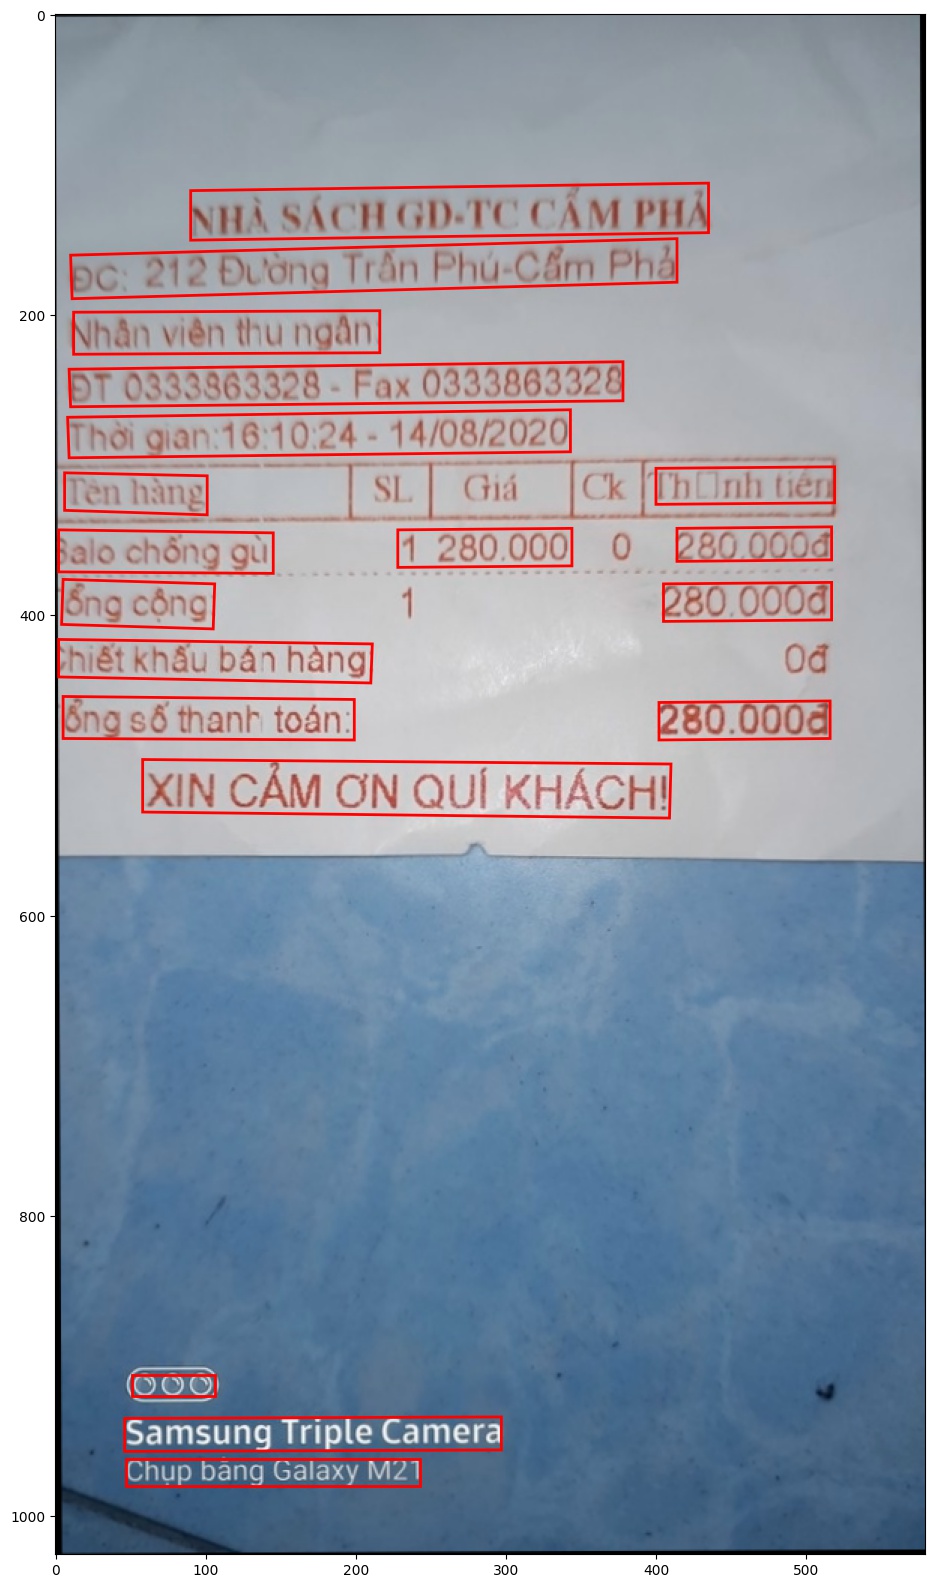 NHÀ SÁCH GD-TC CẨM PHẢ
ĐC: 212 Đường Trần Phú-Cẩm Phả
Nhân viên thu ngân:
ĐT 0333863328 - Fax 0333863328
Thời gian:16:10:24 - 14/08/2020
Tên hàng SL Giá Ck Th□nh tiền
Balo chống gù 1 280.000 0 280.000đ
Tổng cộng: 1 280.000đ
Chiết khấu bán hàng 0đ
Tổng số thanh toán: 280.000đ
XIN CẢM ƠN QUÍ KHÁCH!
Samsung Triple Camera
Chụp bằng Galaxy M21
0
200
400
600
800
1000
0 100 200 300 400 500